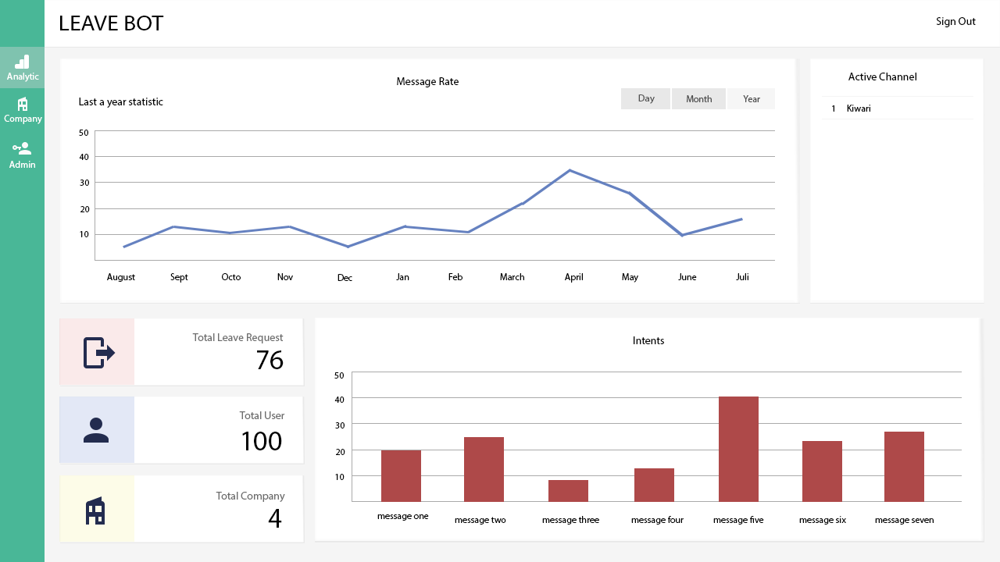 LEAVE BOT
Sign Out
Analytic
Company
Admin
Message Rate
Last a year statistic
Day
Month
Year
50
40
30
20
10
August Sept Octo Nov Dec Jan Feb March April May June Juli
Active Channel
1 Kiwari
Total Leave Request
76
Total User
100
Total Company
4
Intents
50
40
30
20
10
message one message two message three message four message five message six message seven